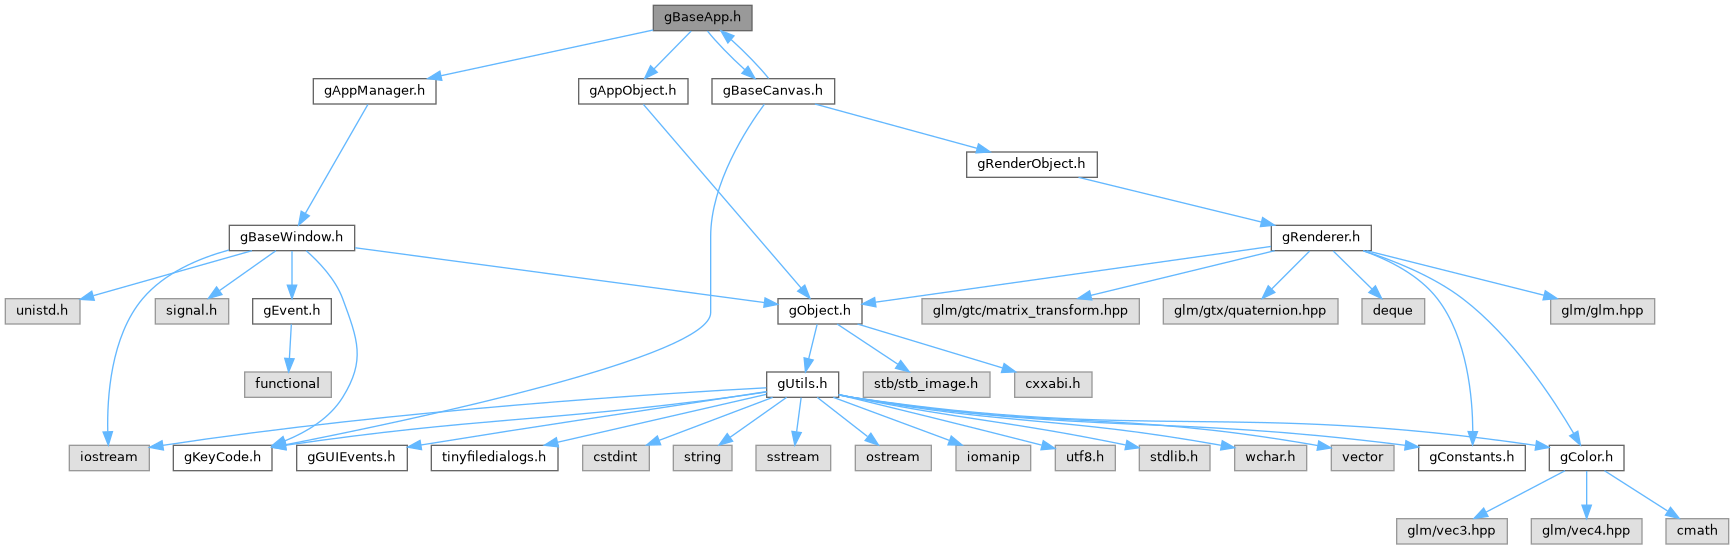 gBaseApp.h
gAppManager.h
gAppObject.h
gBaseCanvas.h
gRenderObject.h
gBaseWindow.h
gRenderer.h
unistd.h
signal.h
gEvent.h
gObject.h
glm/gtc/matrix_transform.hpp
glm/gtx/quaternion.hpp
deque
glm/glm.hpp
functional
gUtils.h
stb/stb_image.h
cxxabi.h
iostream
gKeyCode.h
gGUIEvents.h
tinyfiledialogs.h
cstdint
string
sstream
ostream
iomanip
utf8.h
stdlib.h
wchar.h
vector
gConstants.h
gColor.h
glm/vec3.hpp
glm/vec4.hpp
cmath